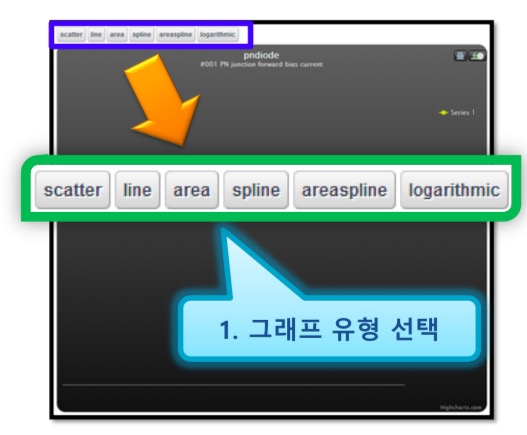 scatter line area spline areaspline logarithmic
pndiode
#001 PN junction forward bias current
Series 1
scatter line area spline areaspline logarithmic
1. 그래프 유형 선택
Highcharts.com